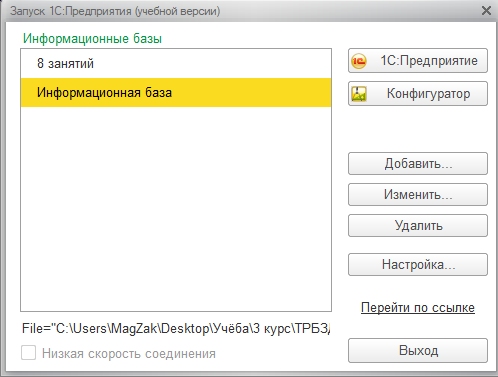 Запуск 1С:Предприятия (учебной версии)
Информационные базы
8 занятий
Информационная база
1С:Предприятие
Конфигуратор
Добавить...
Изменить...
Удалить
Настройка...
Перейти по ссылке
File="C:\Users\MagZak\Desktop\Учёба\3 курс\ТРБЗД
Низкая скорость соединения
Выход